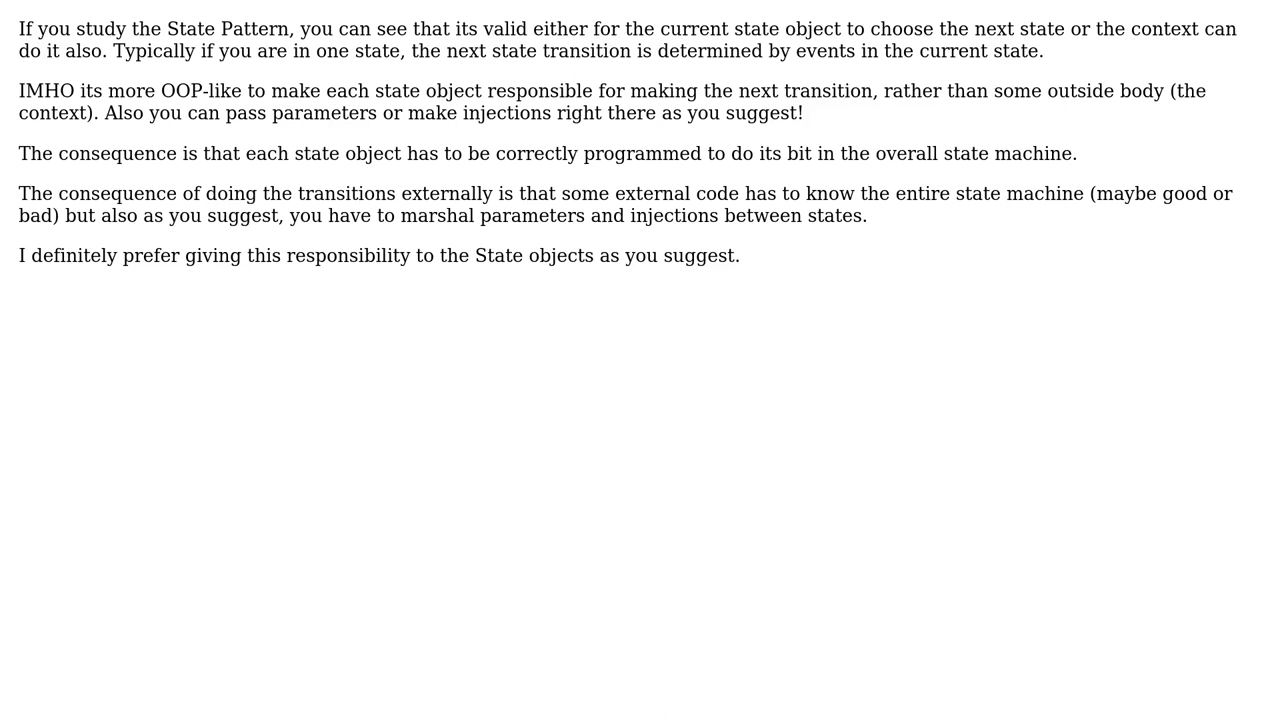 If you study the State Pattern, you can see that its valid either for the current state object to choose the next state or the context can
do it also. Typically if you are in one state, the next state transition is determined by events in the current state.
IMHO its more OOP-like to make each state object responsible for making the next transition, rather than some outside body (the
context). Also you can pass parameters or make injections right there as you suggest!
The consequence is that each state object has to be correctly programmed to do its bit in the overall state machine.
The consequence of doing the transitions externally is that some external code has to know the entire state machine (maybe good or
bad) but also as you suggest, you have to marshal parameters and injections between states.
I definitely prefer giving this responsibility to the State objects as you suggest.